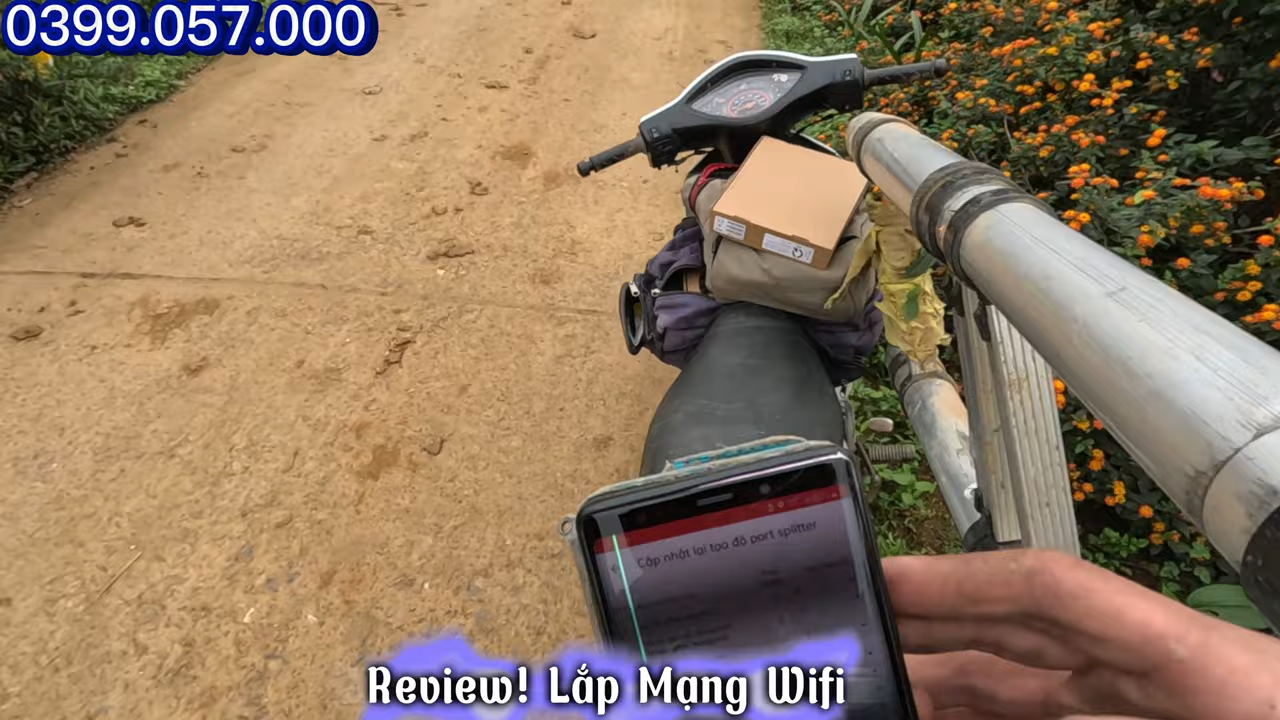 0399.057.000
Cập nhật lại tọa độ port splitter
Review! Lắp Mạng Wifi